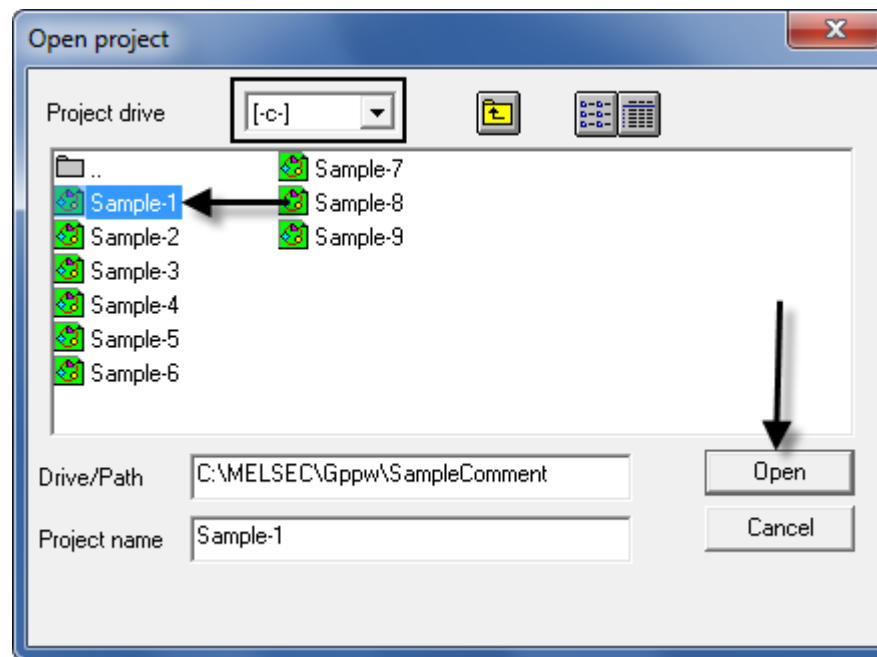 Open project
Project drive [-c-]
..
Sample-1
Sample-2
Sample-3
Sample-4
Sample-5
Sample-6
Sample-7
Sample-8
Sample-9
Drive/Path C:\MELSEC\Gppw\SampleComment
Open
Project name Sample-1
Cancel